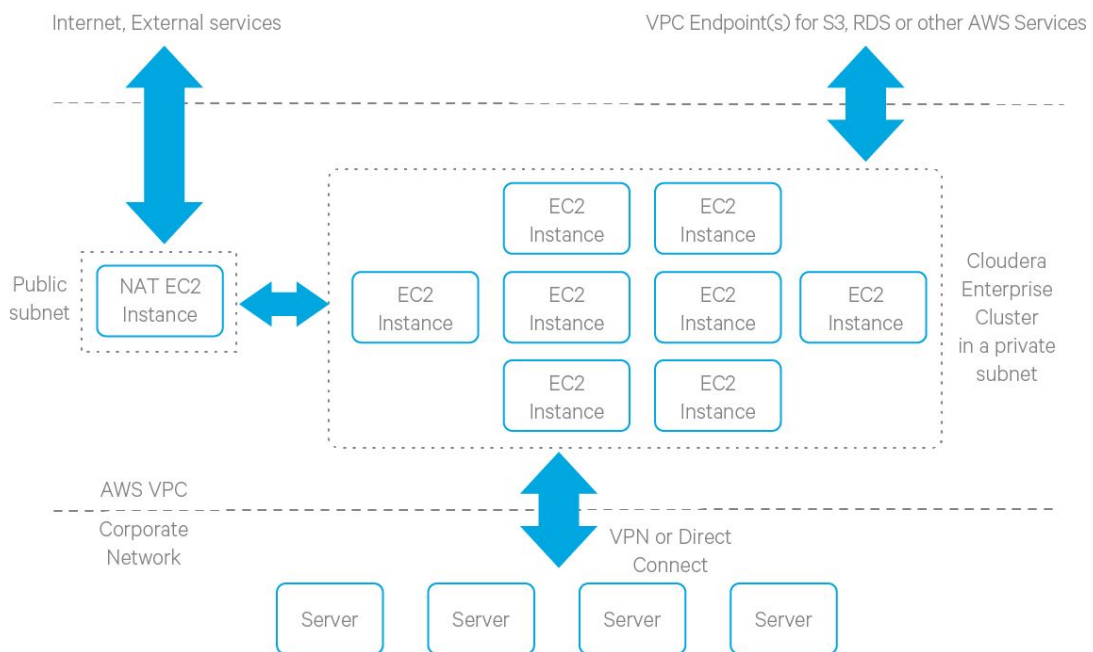 Internet, External services
VPC Endpoint(s) for S3, RDS or other AWS Services
EC2
Instance
EC2
Instance
Public
subnet
NAT EC2
Instance
EC2
Instance
EC2
Instance
EC2
Instance
EC2
Instance
Cloudera
Enterprise
Cluster
in a private
subnet
EC2
Instance
EC2
Instance
AWS VPC
Corporate
Network
VPN or Direct
Connect
Server
Server
Server
Server